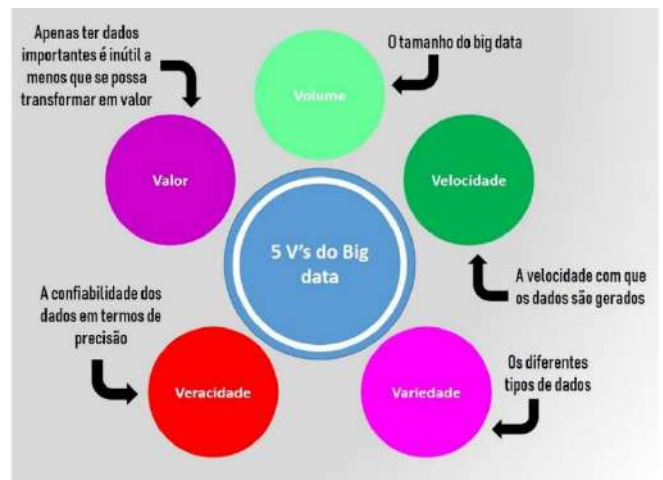 Apenas ter dados
importantes é inútil a
menos que se possa
transformar em valor
O tamanho do big data
Volume
Valor
Velocidade
5 V's do Big
data
A velocidade com que
os dados são gerados
A confiabilidade dos
dados em termos de
precisão
Os diferentes
tipos de dados
Veracidade
Variedade